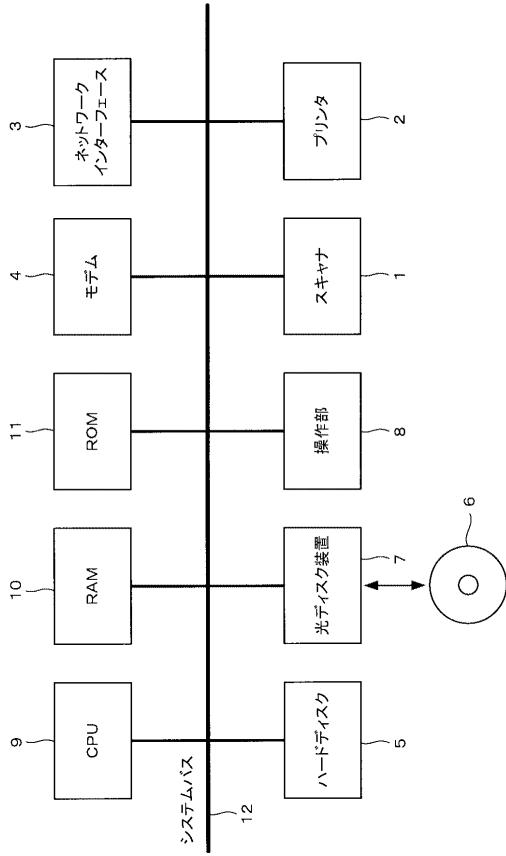 9
CPU
10
RAM
11
ROM
4
モデム
3
ネットワーク
インターフェース
システムバス
12
ハードディスク
5
光ディスク装置
7
6
操作部
8
スキャナ
1
プリンタ
2